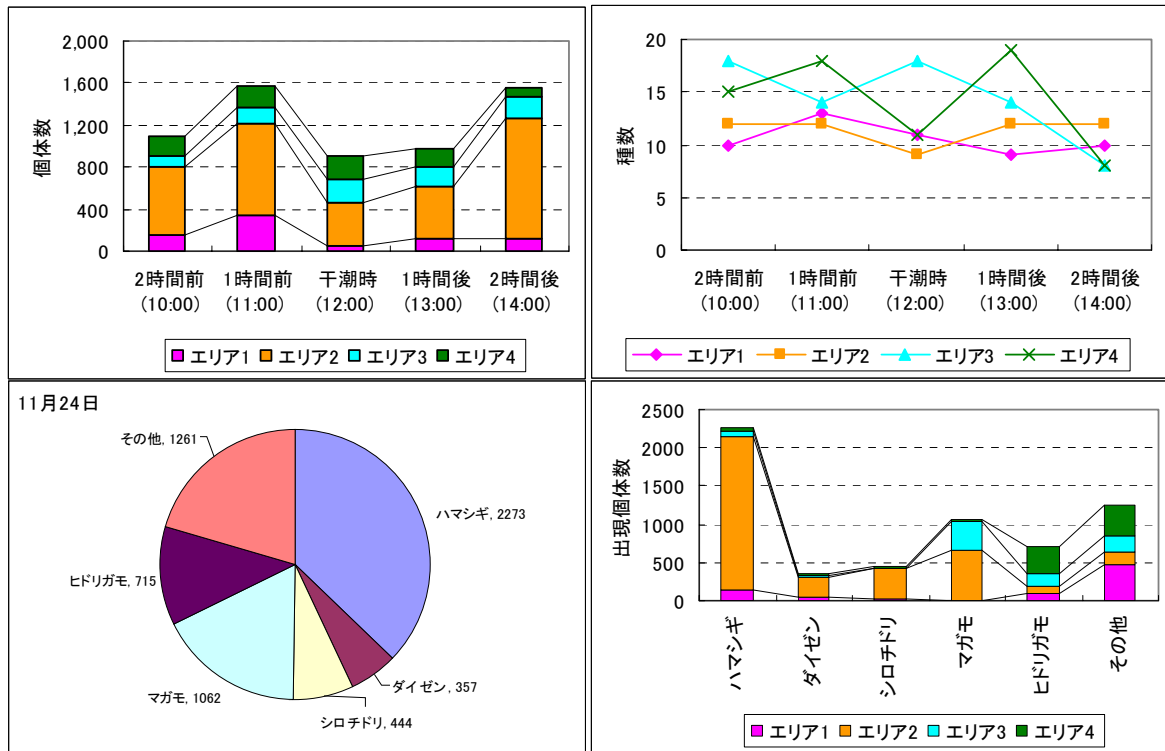 個体数
2,000
1,600
1,200
800
400
0
2時間前 1時間前 干潮時 1時間後 2時間後
(10:00) (11:00) (12:00) (13:00) (14:00)
エリア1 エリア2 エリア3 エリア4
種数
20
15
10
5
0
2時間前 1時間前 干潮時 1時間後 2時間後
(10:00) (11:00) (12:00) (13:00) (14:00)
エリア1 エリア2 エリア3 エリア4
11月24日
その他, 1261
ハマシギ, 2273
ヒドリガモ, 715
ダイゼン, 357
マガモ, 1062
シロチドリ, 444
出現個体数
2500
2000
1500
1000
500
0
ハマシギ
ダイゼン
シロチドリ
マガモ
ヒドリガモ
その他
エリア1 エリア2 エリア3 エリア4